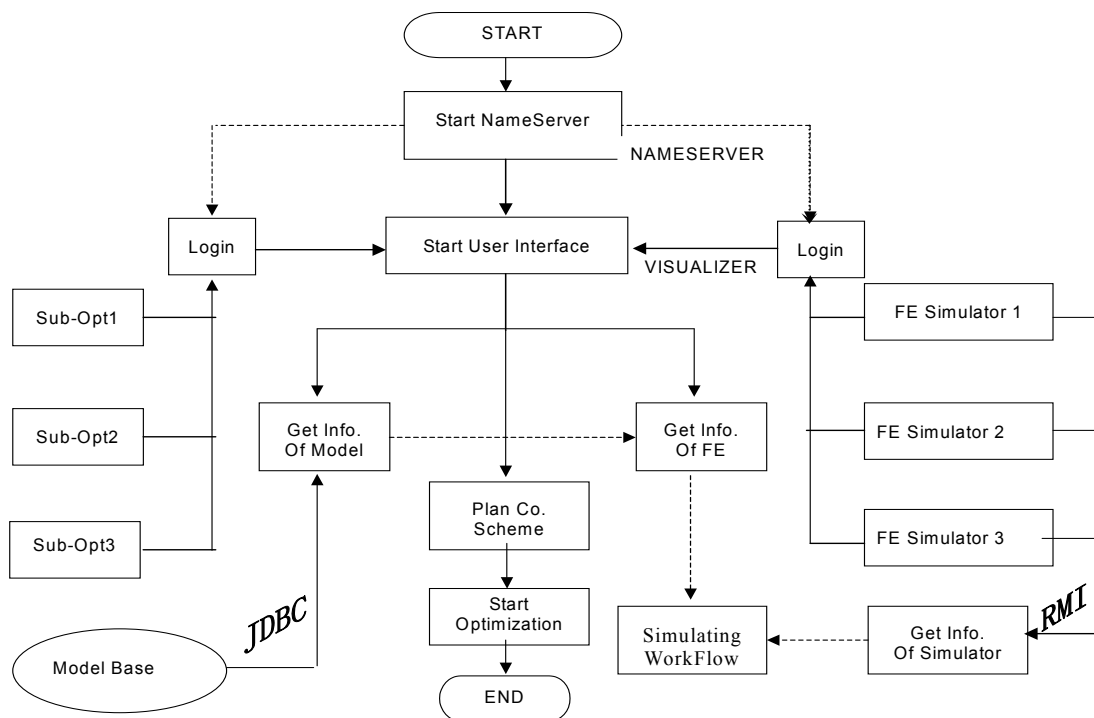 START
Start NameServer
NAMESERVER
Login
Start User Interface
VISUALIZER
Login
Sub-Opt1
FE Simulator 1
Get Info.
Of Model
Get Info.
Of FE
Sub-Opt2
FE Simulator 2
Plan Co.
Scheme
Sub-Opt3
FE Simulator 3
JDBC
Start
Optimization
Simulating
WorkFlow
Get Info.
Of Simulator
RMI
Model Base
END